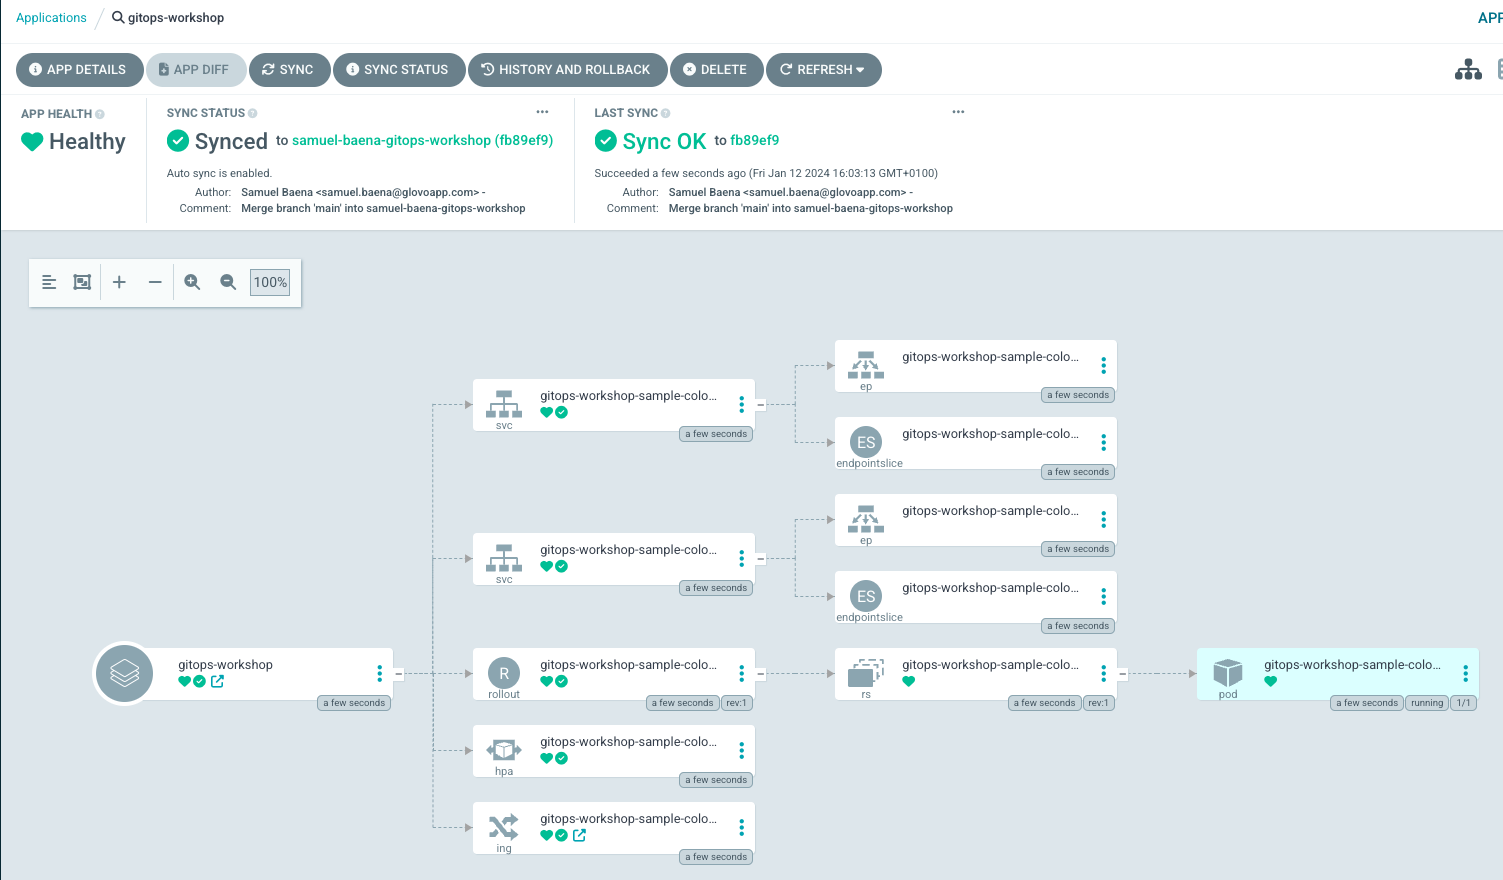 Applications / gitops-workshop
APP
APP DETAILS
APP DIFF
SYNC
SYNC STATUS
HISTORY AND ROLLBACK
DELETE
REFRESH
APP HEALTH
Healthy
SYNC STATUS
Synced to samuel-baena-gitops-workshop (fb89ef9)
Auto sync is enabled.
Author: Samuel Baena <samuel.baena@glovoapp.com> -
Comment: Merge branch 'main' into samuel-baena-gitops-workshop
LAST SYNC
Sync OK to fb89ef9
Succeeded a few seconds ago (Fri Jan 12 2024 16:03:13 GMT+0100)
Author: Samuel Baena <samuel.baena@glovoapp.com> -
Comment: Merge branch 'main' into samuel-baena-gitops-workshop
100%
gitops-workshop-sample-colo...
ep
a few seconds
gitops-workshop-sample-colo...
svc
a few seconds
gitops-workshop-sample-colo...
ES
endpointslice
a few seconds
gitops-workshop-sample-colo...
ep
a few seconds
gitops-workshop-sample-colo...
svc
a few seconds
gitops-workshop-sample-colo...
ES
endpointslice
a few seconds
gitops-workshop
a few seconds
gitops-workshop-sample-colo...
R
rollout
a few seconds rev:1
gitops-workshop-sample-colo...
rs
a few seconds rev:1
gitops-workshop-sample-colo...
pod
a few seconds running 1/1
gitops-workshop-sample-colo...
hpa
a few seconds
gitops-workshop-sample-colo...
ing
a few seconds